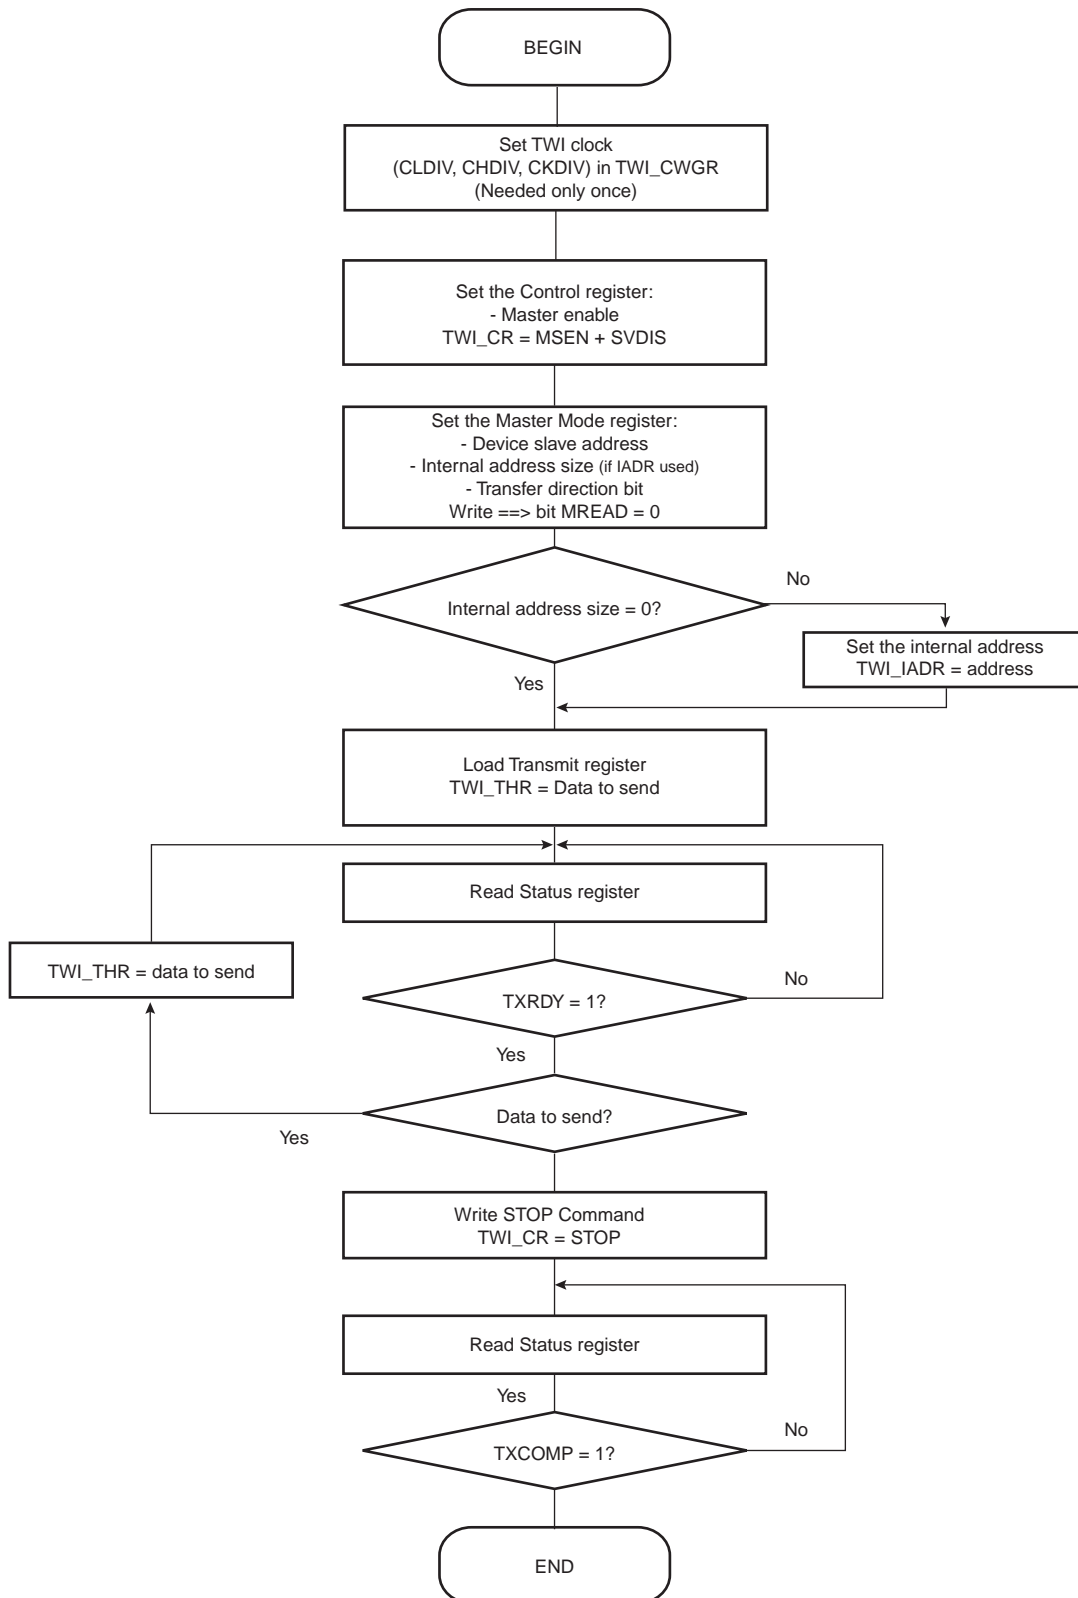 BEGIN
Set TWI clock
(CLDIV, CHDIV, CKDIV) in TWI_CWGR
(Needed only once)
Set the Control register:
- Master enable
TWI_CR = MSEN + SVDIS
Set the Master Mode register:
- Device slave address
- Internal address size (if IADR used)
- Transfer direction bit
Write ==> bit MREAD = 0
No
Internal address size = 0?
Set the internal address
TWI_IADR = address
Yes
Load Transmit register
TWI_THR = Data to send
Read Status register
TWI_THR = data to send
No
TXRDY = 1?
Yes
Data to send?
Yes
Write STOP Command
TWI_CR = STOP
Read Status register
Yes
No
TXCOMP = 1?
END